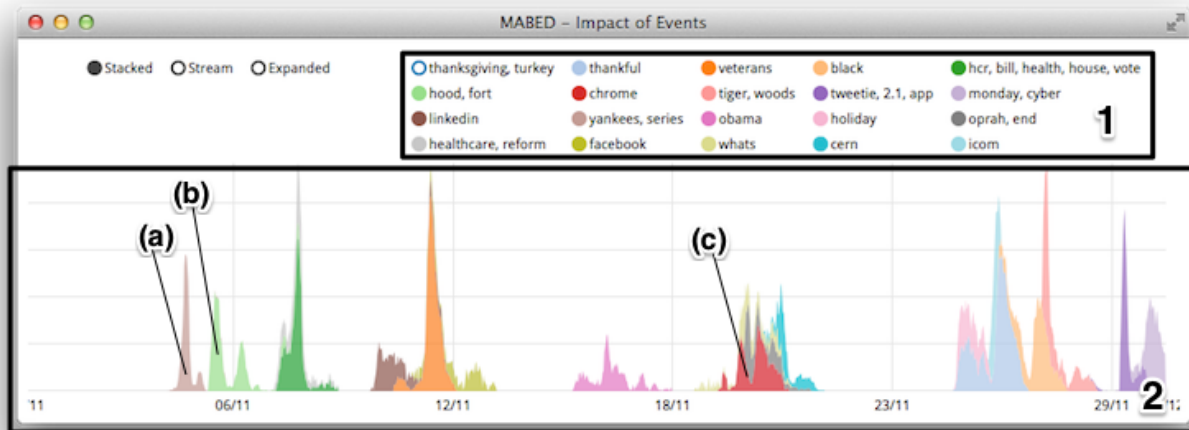 MABED – Impact of Events
Stacked Stream Expanded
thanksgiving, turkey thankful veterans black hcr, bill, health, house, vote
hood, fort chrome tiger, woods tweetie, 2.1, app monday, cyber
linkedin yankees, series obama holiday oprah, end
healthcare, reform facebook whats cern icom
1
(b)
(a)
(c)
'11 06/11 12/11 18/11 23/11 29/11
2